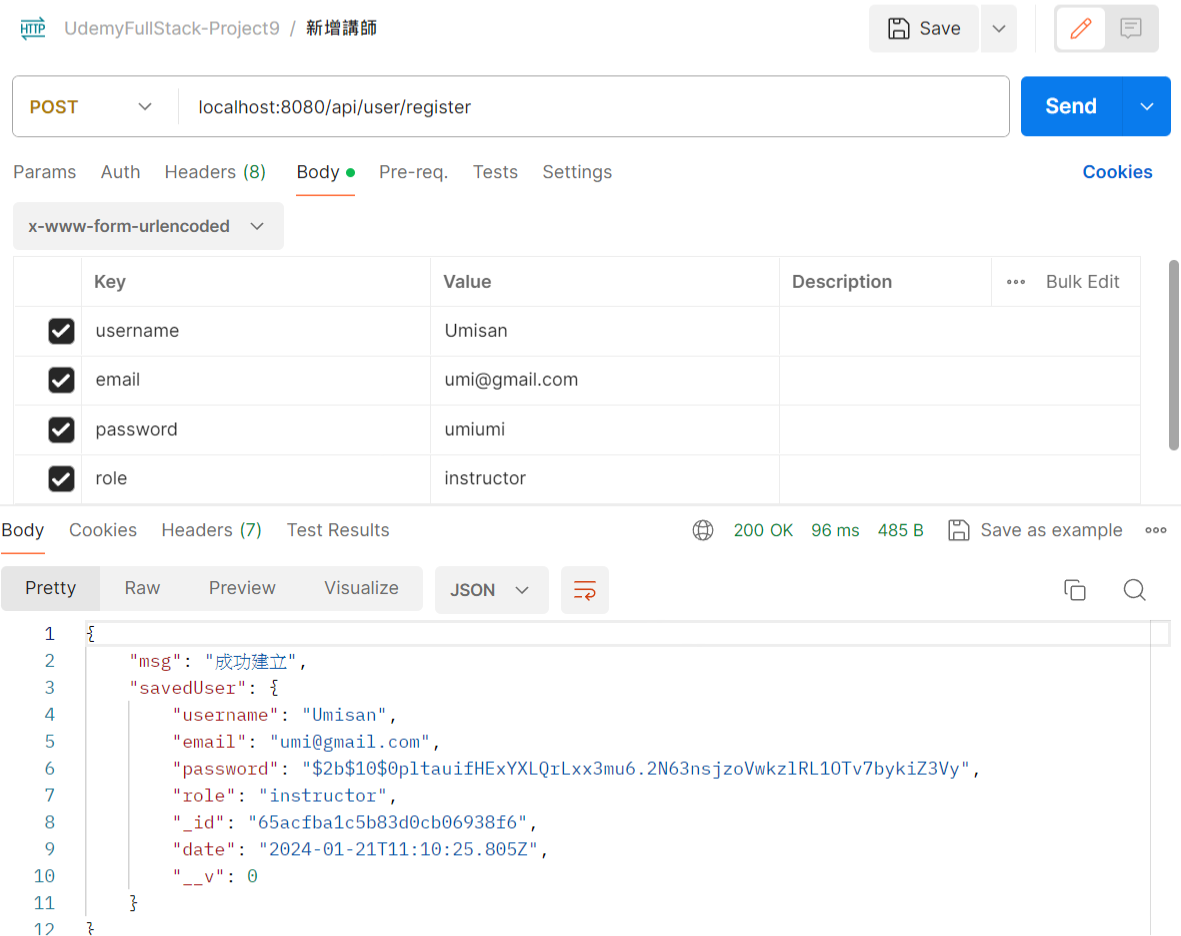 HTTP UdemyFullStack-Project9 / 新增講師 Save
POST localhost:8080/api/user/register Send
Params Auth Headers (8) Body Pre-req. Tests Settings Cookies
x-www-form-urlencoded
Key Value Description Bulk Edit
username Umisan
email umi@gmail.com
password umiumi
role instructor
Body Cookies Headers (7) Test Results 200 OK 96 ms 485 B Save as example
Pretty Raw Preview Visualize JSON
1 {
2 "msg": "成功建立",
3 "savedUser": {
4 "username": "Umisan",
5 "email": "umi@gmail.com",
6 "password": "$2b$10$0pltauifHExYXLQrLxx3mu6.2N63nsjzoVwkzlRL1OTv7bykiZ3Vy",
7 "role": "instructor",
8 "_id": "65acfba1c5b83d0cb06938f6",
9 "date": "2024-01-21T11:10:25.805Z",
10 "__v": 0
11 }
12 }